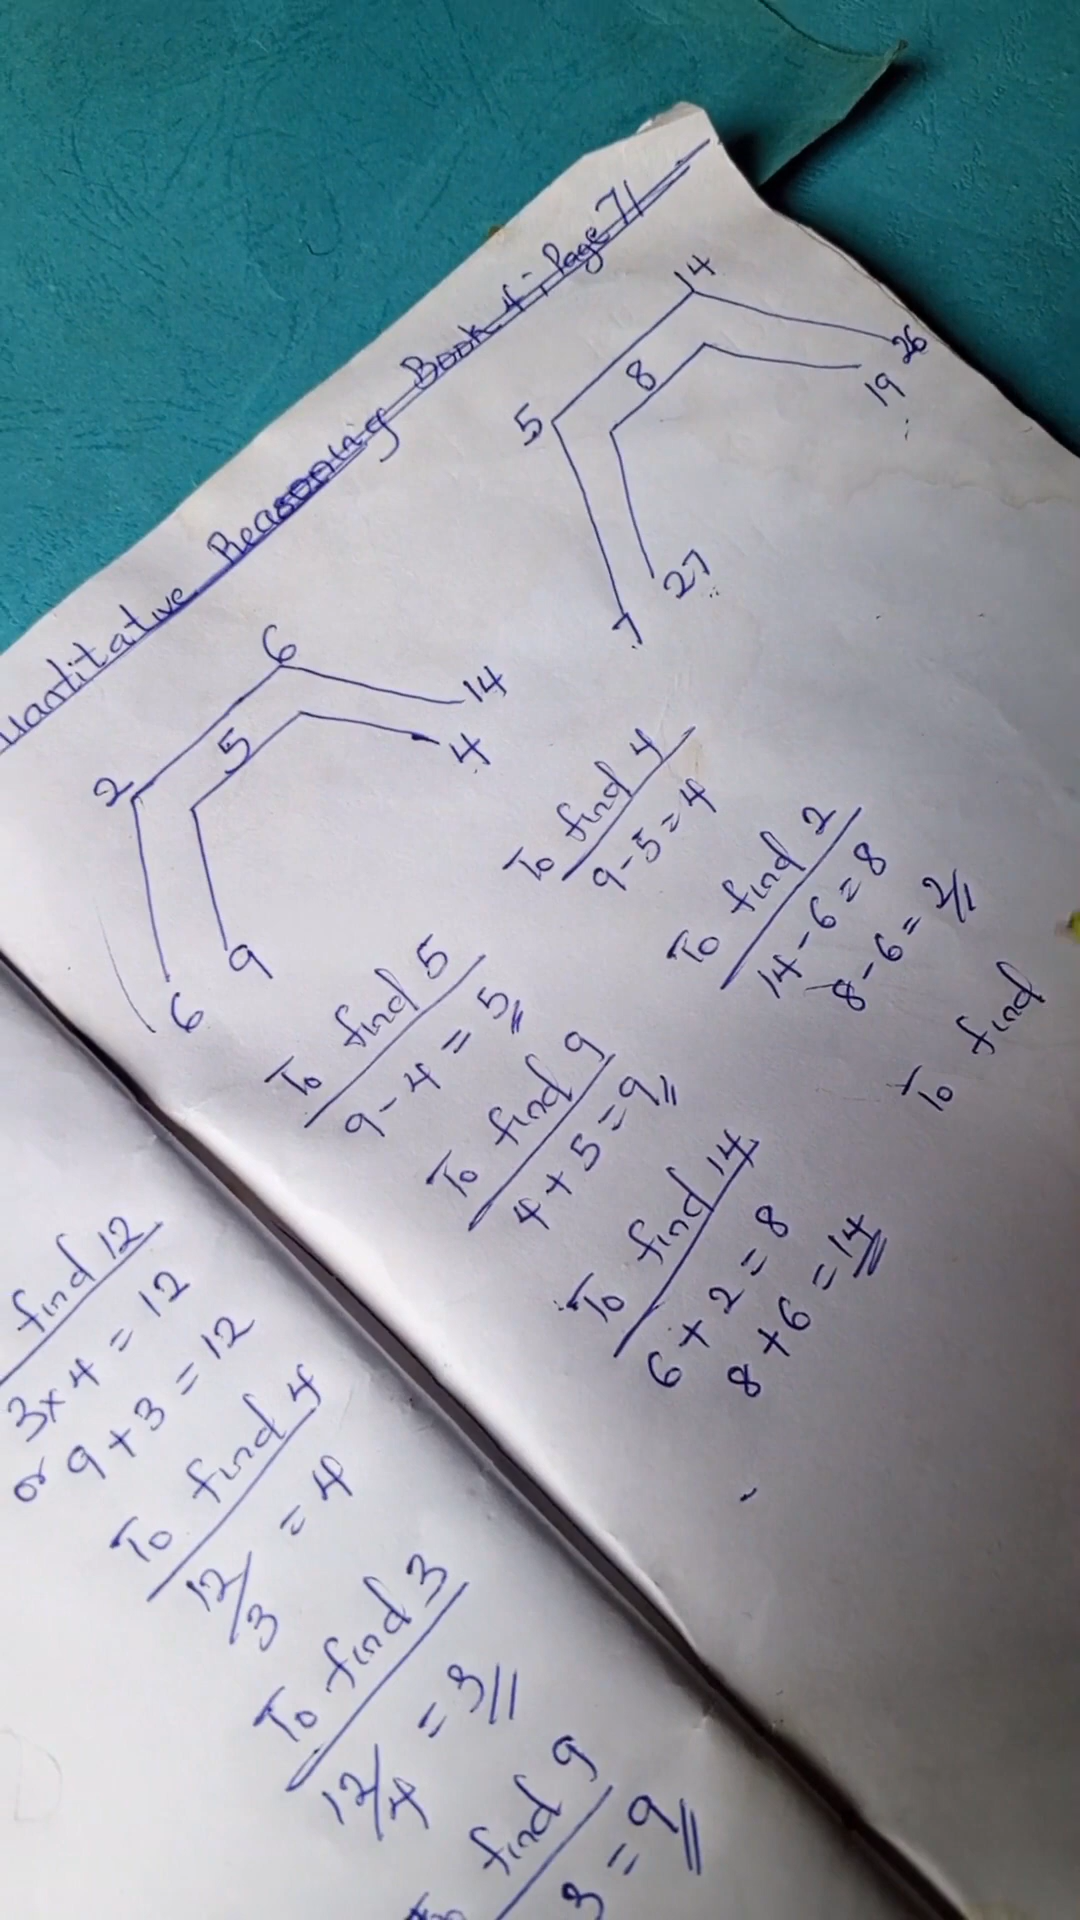 uantitative Reasoning Book 4; Page 71
6
14
2
5
4
9
6
14
26
5
8
19
27
7
To find 5
9 - 4 = 5
To find 9
4 + 5 = 9
To find 14
6 + 2 = 8
8 + 6 = 14
To find 4
9 - 5 = 4
To find 2
14 - 6 = 8
8 - 6 = 2
To find
find 12
3 x 4 = 12
or 9 + 3 = 12
To find 4
12/3 = 4
To find 3
12/4 = 3
To find 9
3 = 9